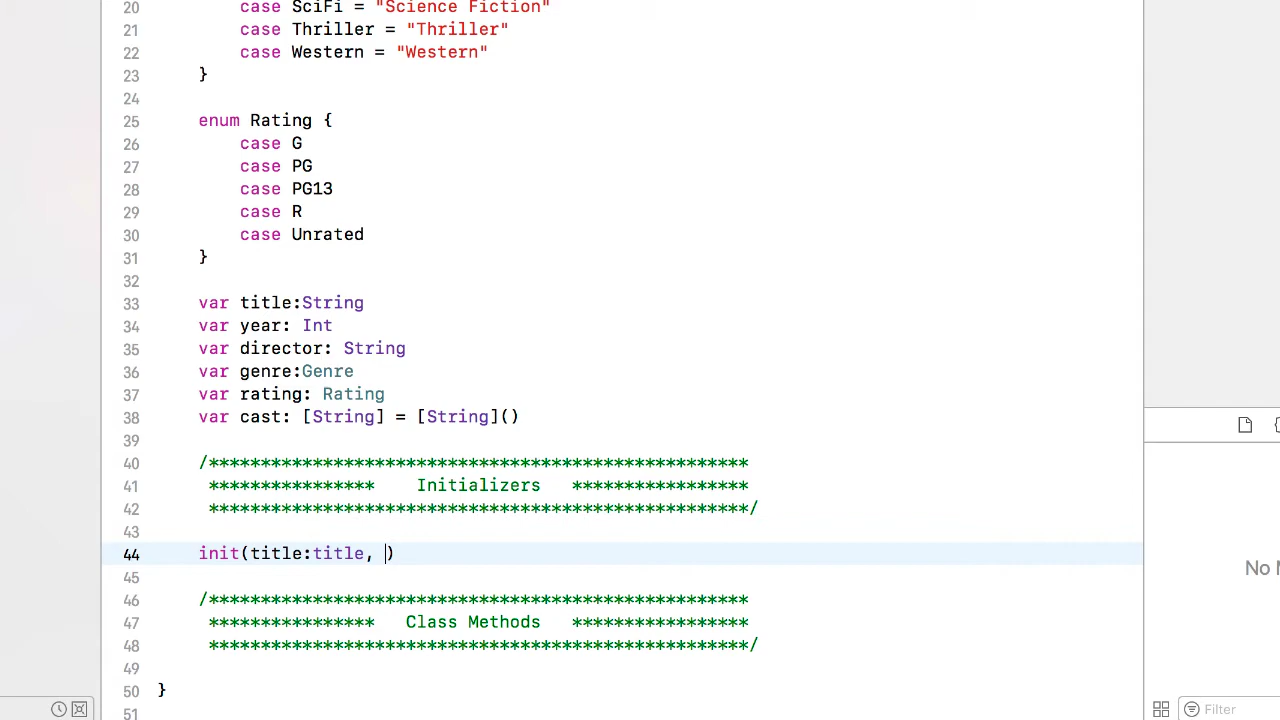 20 case SciFi = "Science Fiction"
21 case Thriller = "Thriller"
22 case Western = "Western"
23 }
24
25 enum Rating {
26 case G
27 case PG
28 case PG13
29 case R
30 case Unrated
31 }
32
33 var title:String
34 var year: Int
35 var director: String
36 var genre:Genre
37 var rating: Rating
38 var cast: [String] = [String]()
39
40 /****************************************************
41 **************** Initializers *****************
42 ****************************************************/
43
44 init(title:title, )
45
46 /****************************************************
47 **************** Class Methods *****************
48 ****************************************************/
49
50 }
51
No
Filter